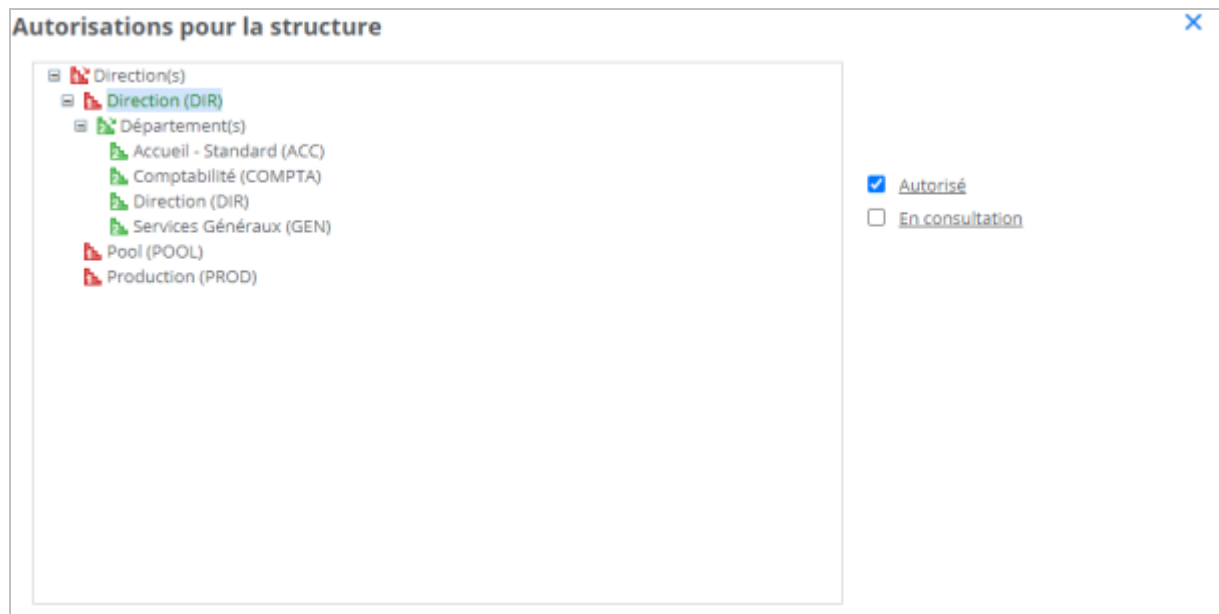 Autorisations pour la structure
Direction(s)
Direction (DIR)
Département(s)
Accueil - Standard (ACC)
Comptabilité (COMPTA)
Direction (DIR)
Services Généraux (GEN)
Pool (POOL)
Production (PROD)
Autorisé
En consultation